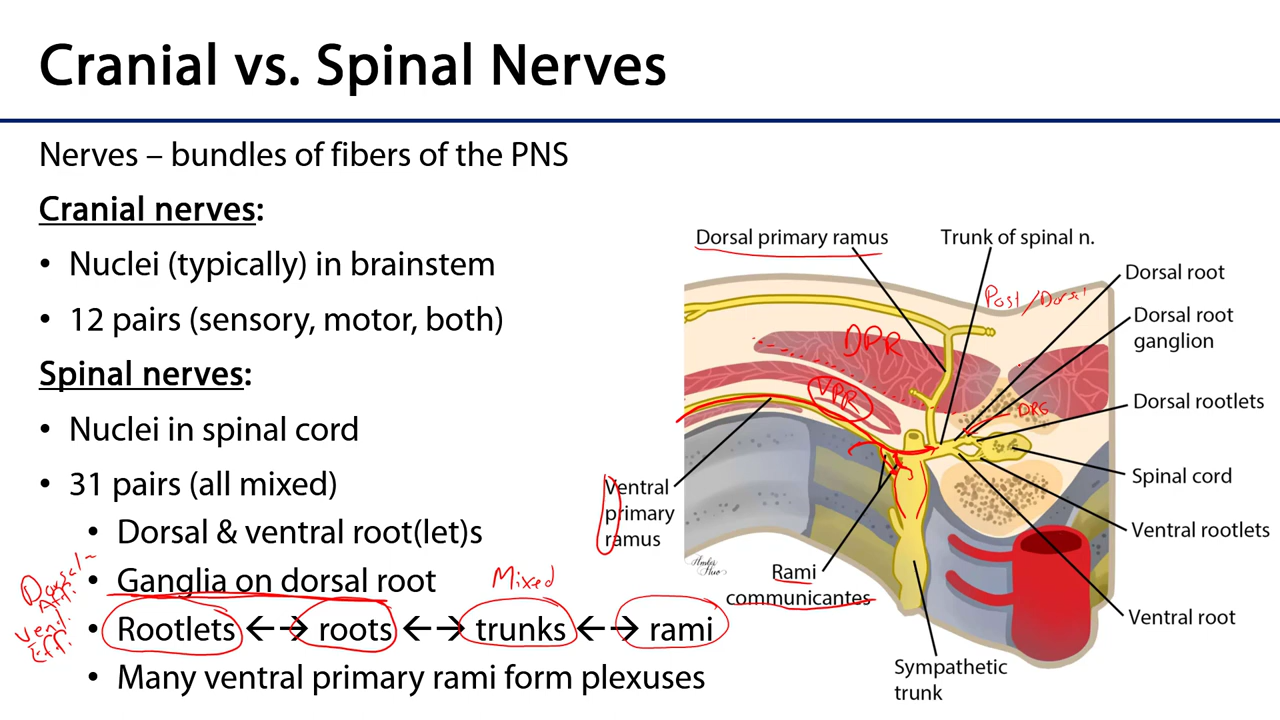 Cranial vs. Spinal Nerves
Nerves – bundles of fibers of the PNS
Cranial nerves:
• Nuclei (typically) in brainstem
• 12 pairs (sensory, motor, both)
Spinal nerves:
• Nuclei in spinal cord
• 31 pairs (all mixed)
• Dorsal & ventral root(let)s
• Ganglia on dorsal root
Mixed
• Rootlets ←→ roots ←→ trunks ←→ rami
• Many ventral primary rami form plexuses
Aff.
Eff.
Dorsal primary ramus
Trunk of spinal n.
Dorsal root
Post/Dorsal
Dorsal root
ganglion
DPR
VPR
DRG
Dorsal rootlets
Spinal cord
Ventral
primary
ramus
Ventral rootlets
Rami
communicantes
Ventral root
Sympathetic
trunk